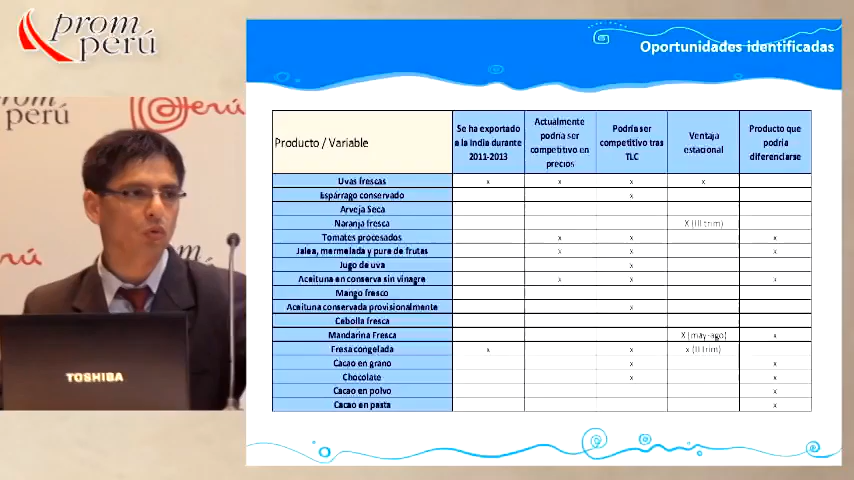 prom
perú
Oportunidades identificadas
prom
perú
Perú
Producto / Variable
Se ha exportado a la India durante 2011-2013
Actualmente podría ser competitivo en precios
Podría ser competitivo tras TLC
Ventaja estacional
Producto que podría diferenciarse
Uvas frescas x x x x
Espárrago conservado x
Arveja Seca
Naranja fresca X (III trim)
Tomates procesados x x x
Jalea, mermelada y pure de frutas x x x
Jugo de uva x
Aceituna en conserva sin vinagre x x x
Mango fresco
Aceituna conservada provisionalmente x
Cebolla fresca
Mandarina Fresca X (may-ago) x
Fresa congelada x x x (II trim)
Cacao en grano x x
Chocolate x x
Cacao en polvo x
Cacao en pasta x
TOSHIBA